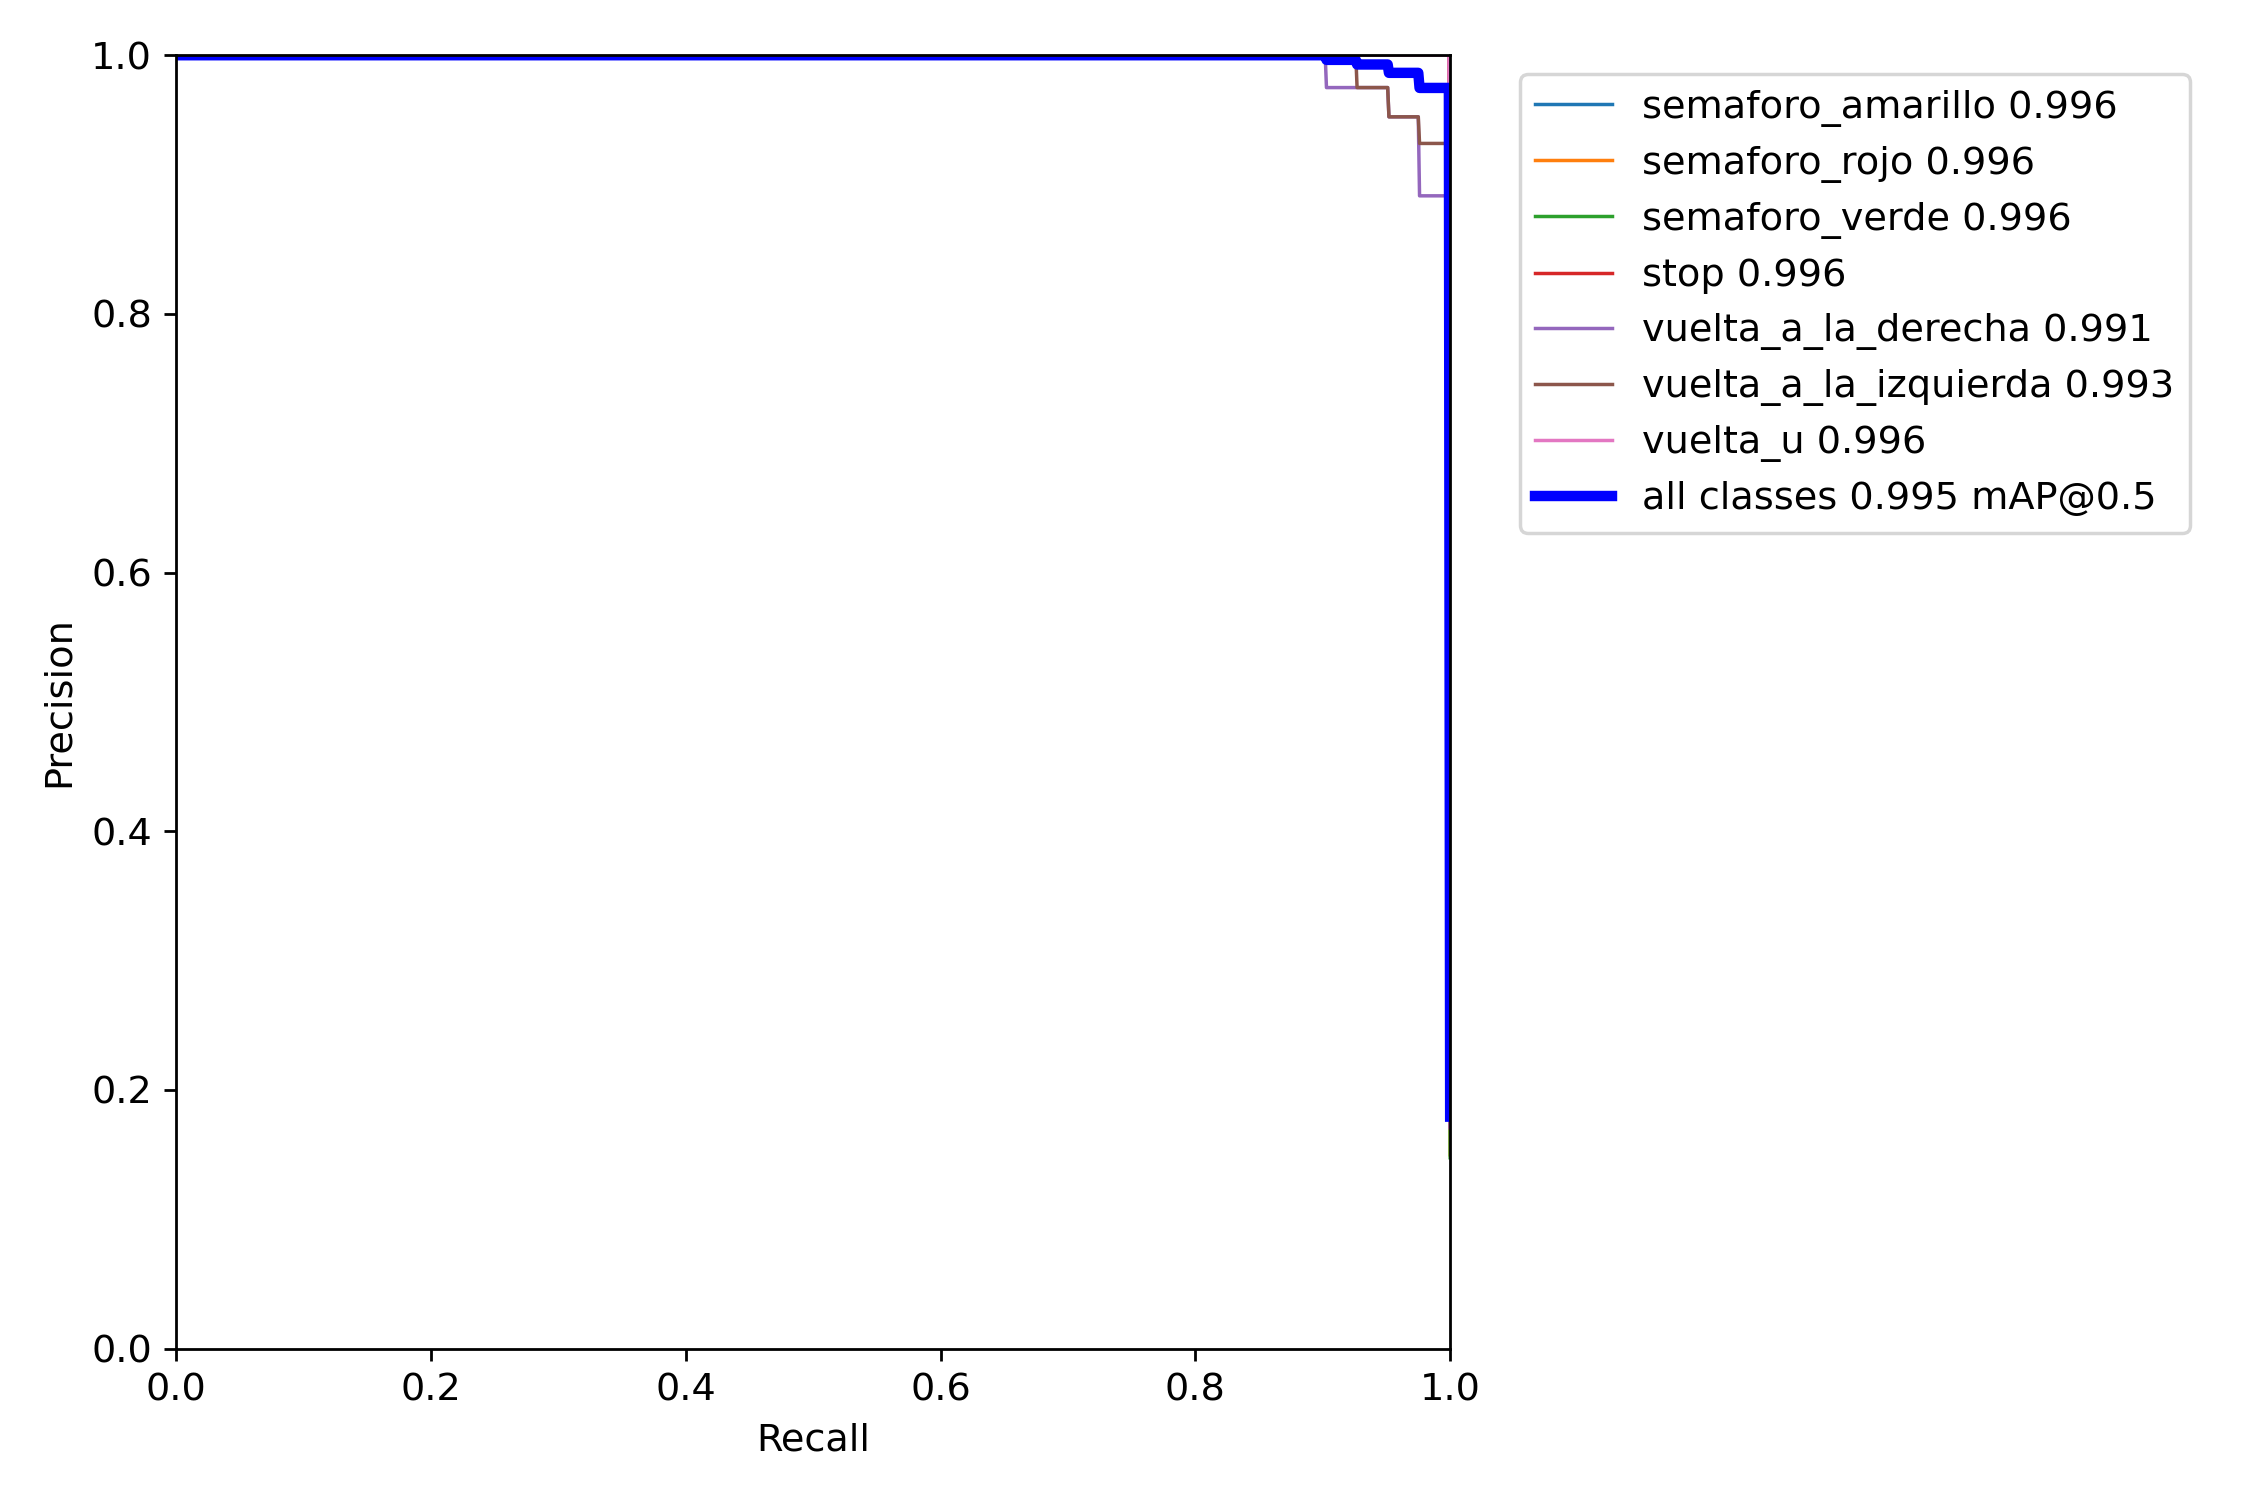 1.0
0.8
0.6
0.4
0.2
0.0
Precision
0.0 0.2 0.4 0.6 0.8 1.0
Recall
semaforo_amarillo 0.996
semaforo_rojo 0.996
semaforo_verde 0.996
stop 0.996
vuelta_a_la_derecha 0.991
vuelta_a_la_izquierda 0.993
vuelta_u 0.996
all classes 0.995 mAP@0.5